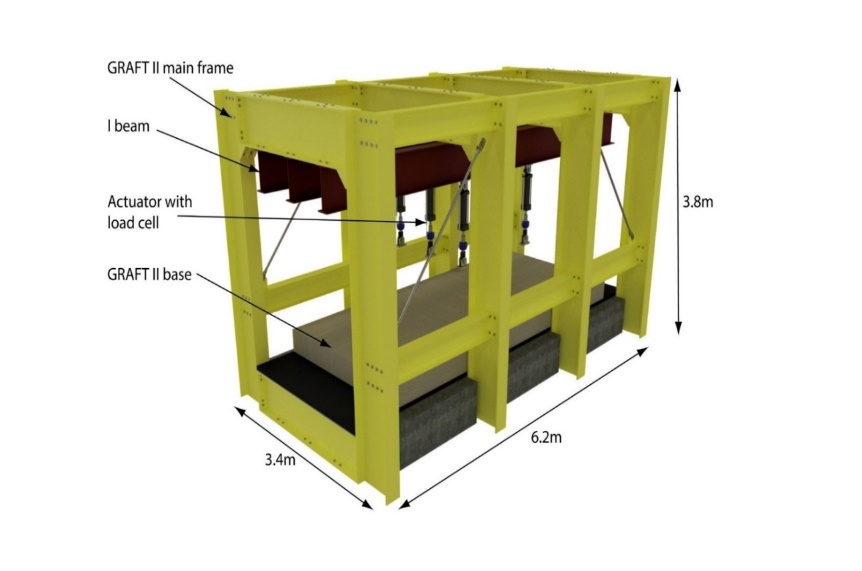 GRAFT II main frame
I beam
Actuator with
load cell
GRAFT II base
3.8m
6.2m
3.4m